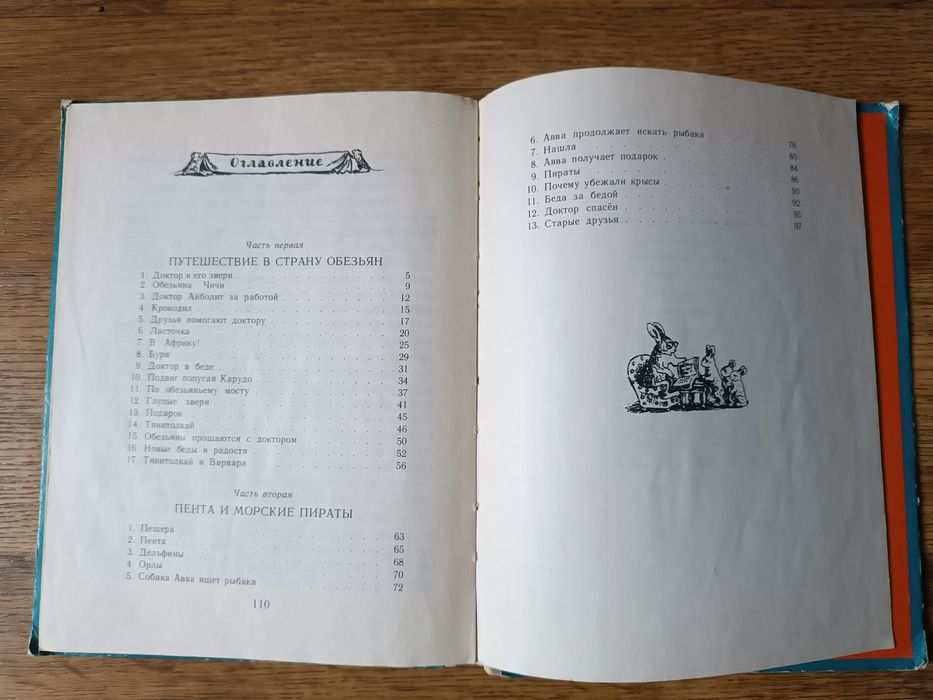 Оглавление
Часть первая
ПУТЕШЕСТВИЕ В СТРАНУ ОБЕЗЬЯН
1. Доктор и его звери . . . . . 5
2. Обезьяна Чичи . . . . . 9
3. Доктор Айболит за работой . . . . . 12
4. Крокодил . . . . . 15
5. Друзья помогают доктору . . . . . 17
6. Ласточка . . . . . 20
7. В Африку! . . . . . 25
8. Буря . . . . . 29
9. Доктор в беде . . . . . 31
10. Подвиг попугая Карудо . . . . . 34
11. По обезьяньему мосту . . . . . 37
12. Глупые звери . . . . . 41
13. Подарок . . . . . 45
14. Тянитолкай . . . . . 46
15. Обезьяны прощаются с доктором . . . . . 50
16. Новые беды и радости . . . . . 52
17. Тянитолкай и Варвара . . . . . 56
Часть вторая
ПЕНТА И МОРСКИЕ ПИРАТЫ
1. Пещера . . . . . 63
2. Пента . . . . . 65
3. Дельфины . . . . . 68
4. Орлы . . . . . 70
5. Собака Авва ищет рыбака . . . . . 72
110
6. Авва продолжает искать рыбака . . . . . 76
7. Нашла . . . . . 80
8. Авва получает подарок . . . . . 84
9. Пираты . . . . . 86
10. Почему убежали крысы . . . . . 90
11. Беда за бедой . . . . . 92
12. Доктор спасён . . . . . 95
13. Старые друзья . . . . . 97